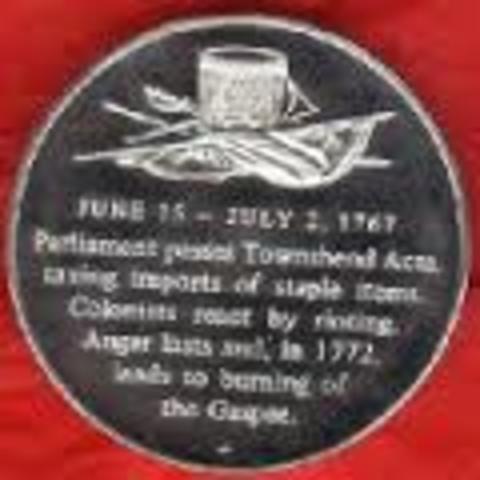 JUNE 15 – JULY 2, 1767
Parliament passes Townshend Acts,
taxing imports of staple items.
Colonists react by rioting.
Anger lasts and, in 1772,
leads to burning of
the Gaspee.